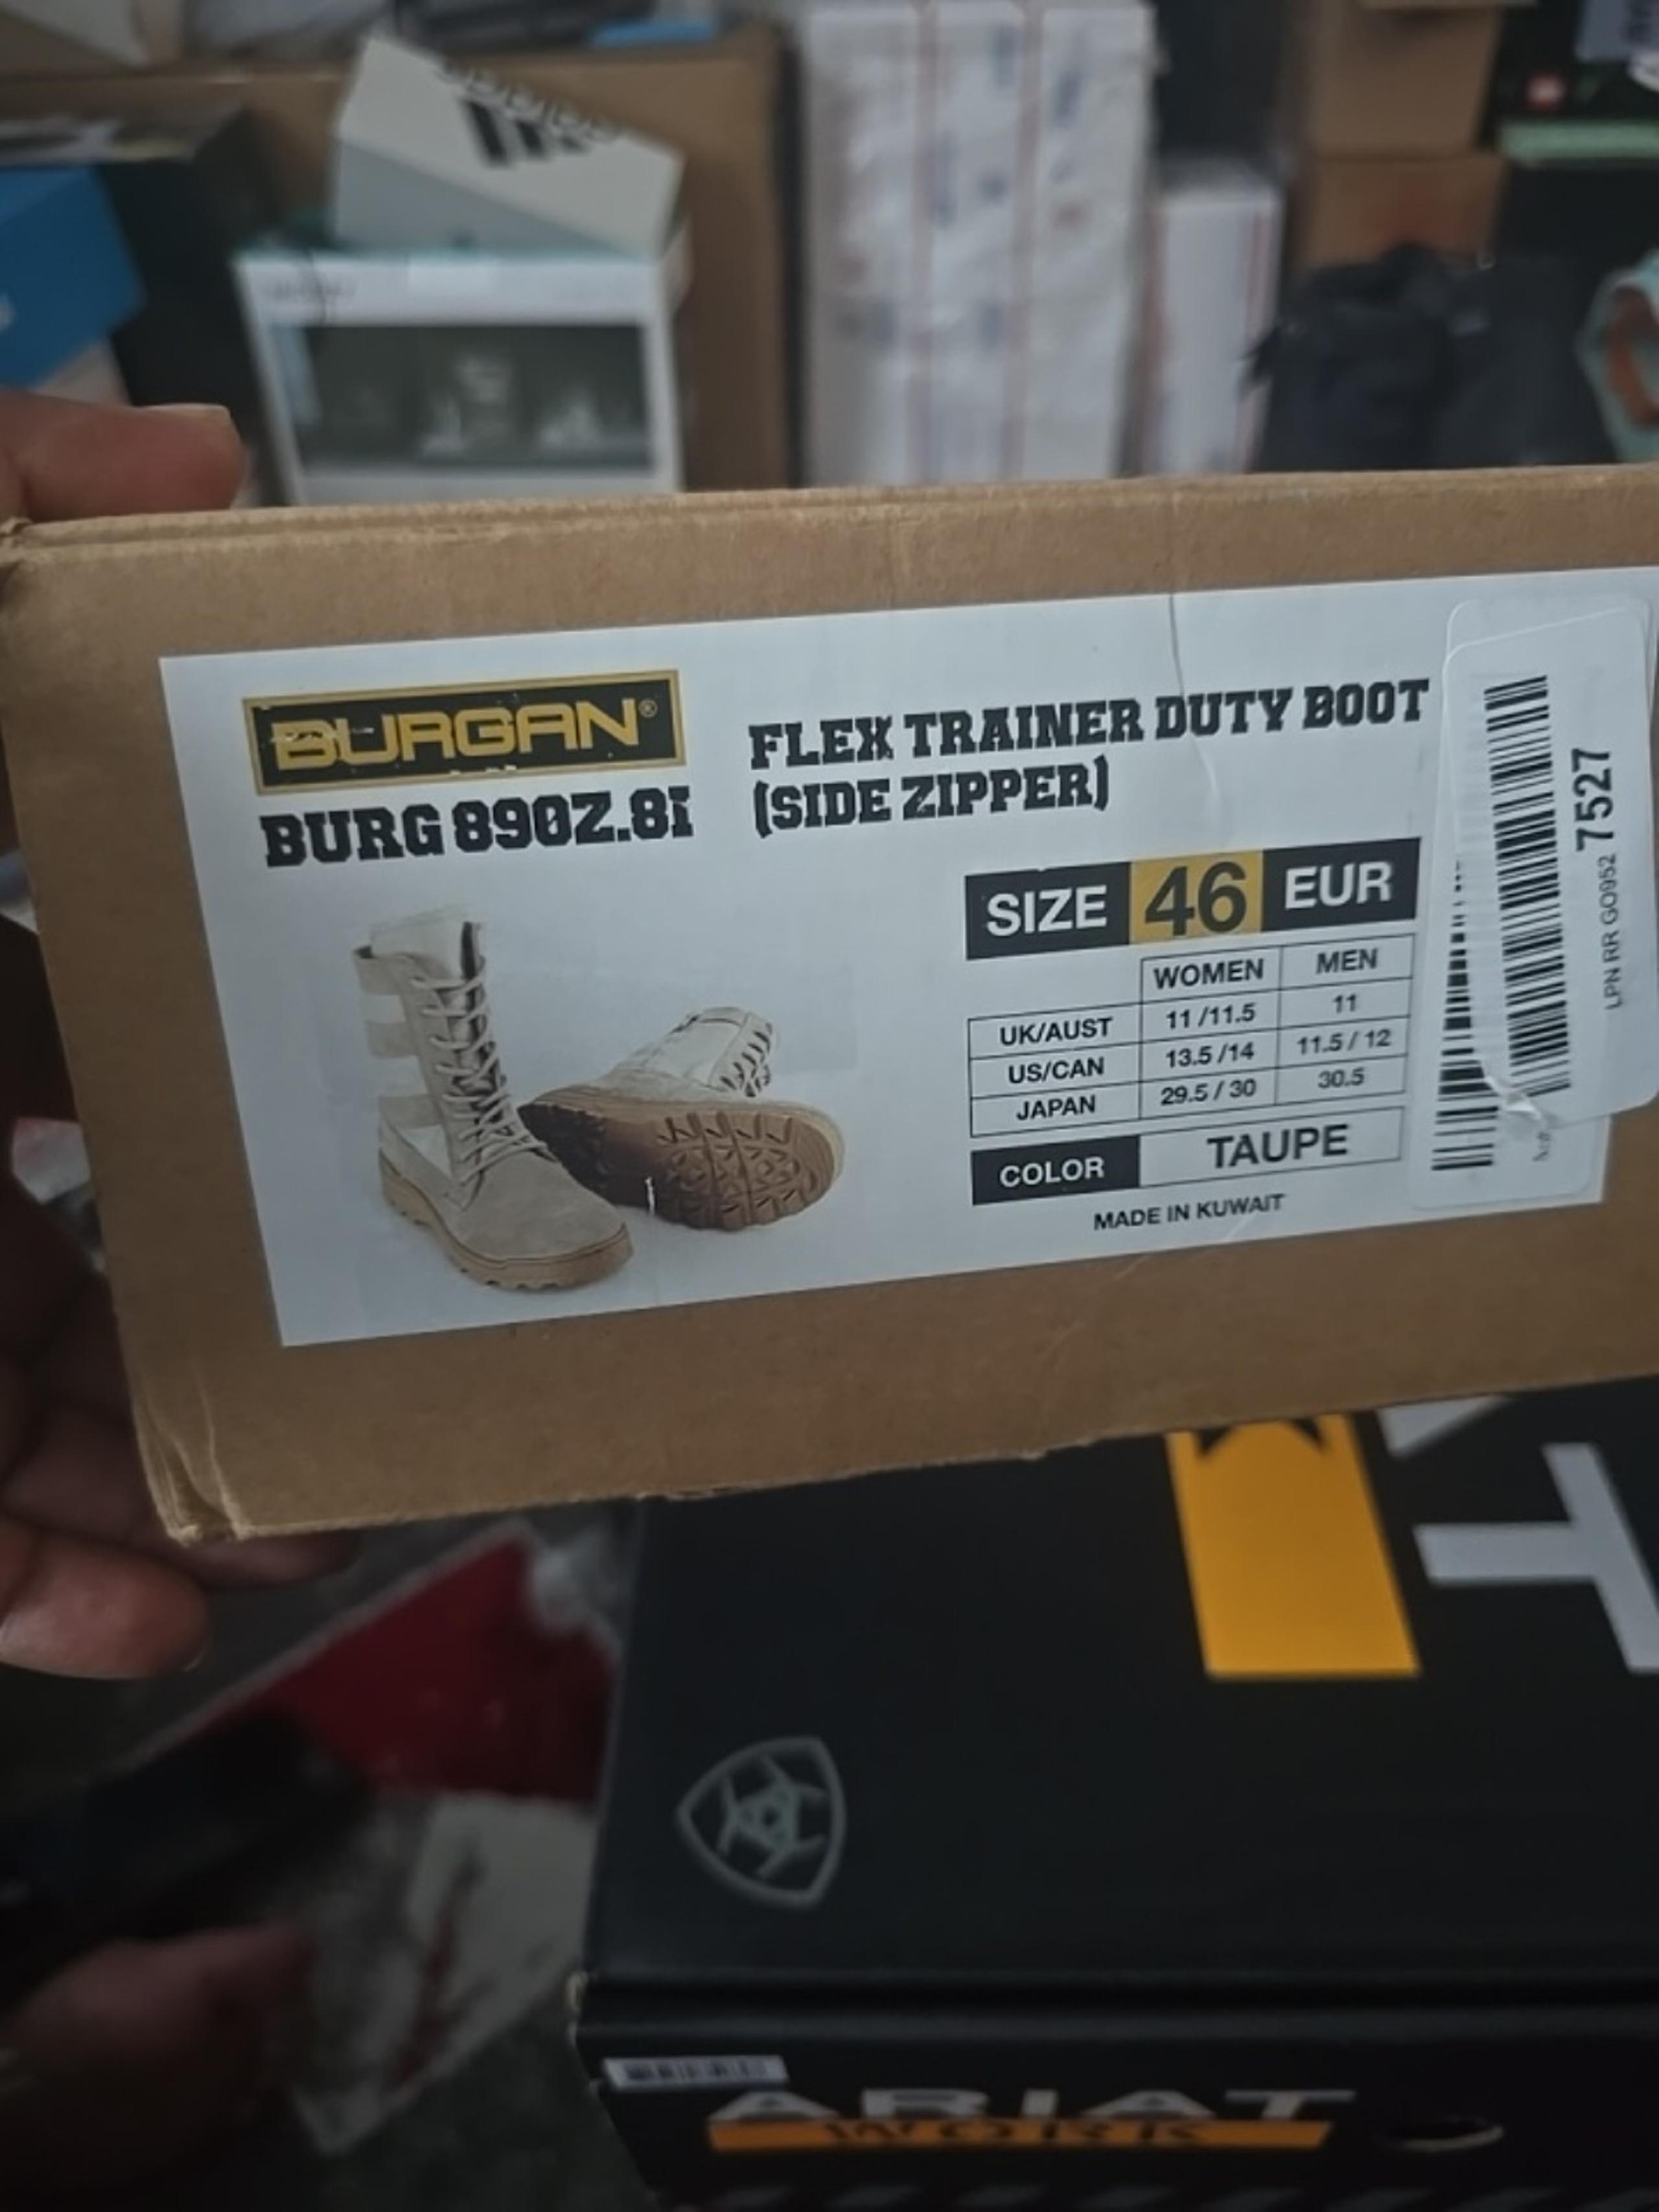 BURGAN®
BURG 890Z.8i
FLEX TRAINER DUTY BOOT
(SIDE ZIPPER)
SIZE 46 EUR
WOMEN MEN
UK/AUST 11 /11.5 11
US/CAN 13.5 /14 11.5 / 12
JAPAN 29.5 / 30 30.5
COLOR TAUPE
MADE IN KUWAIT
LPN RR GO952 7527
ARIAT
WORK